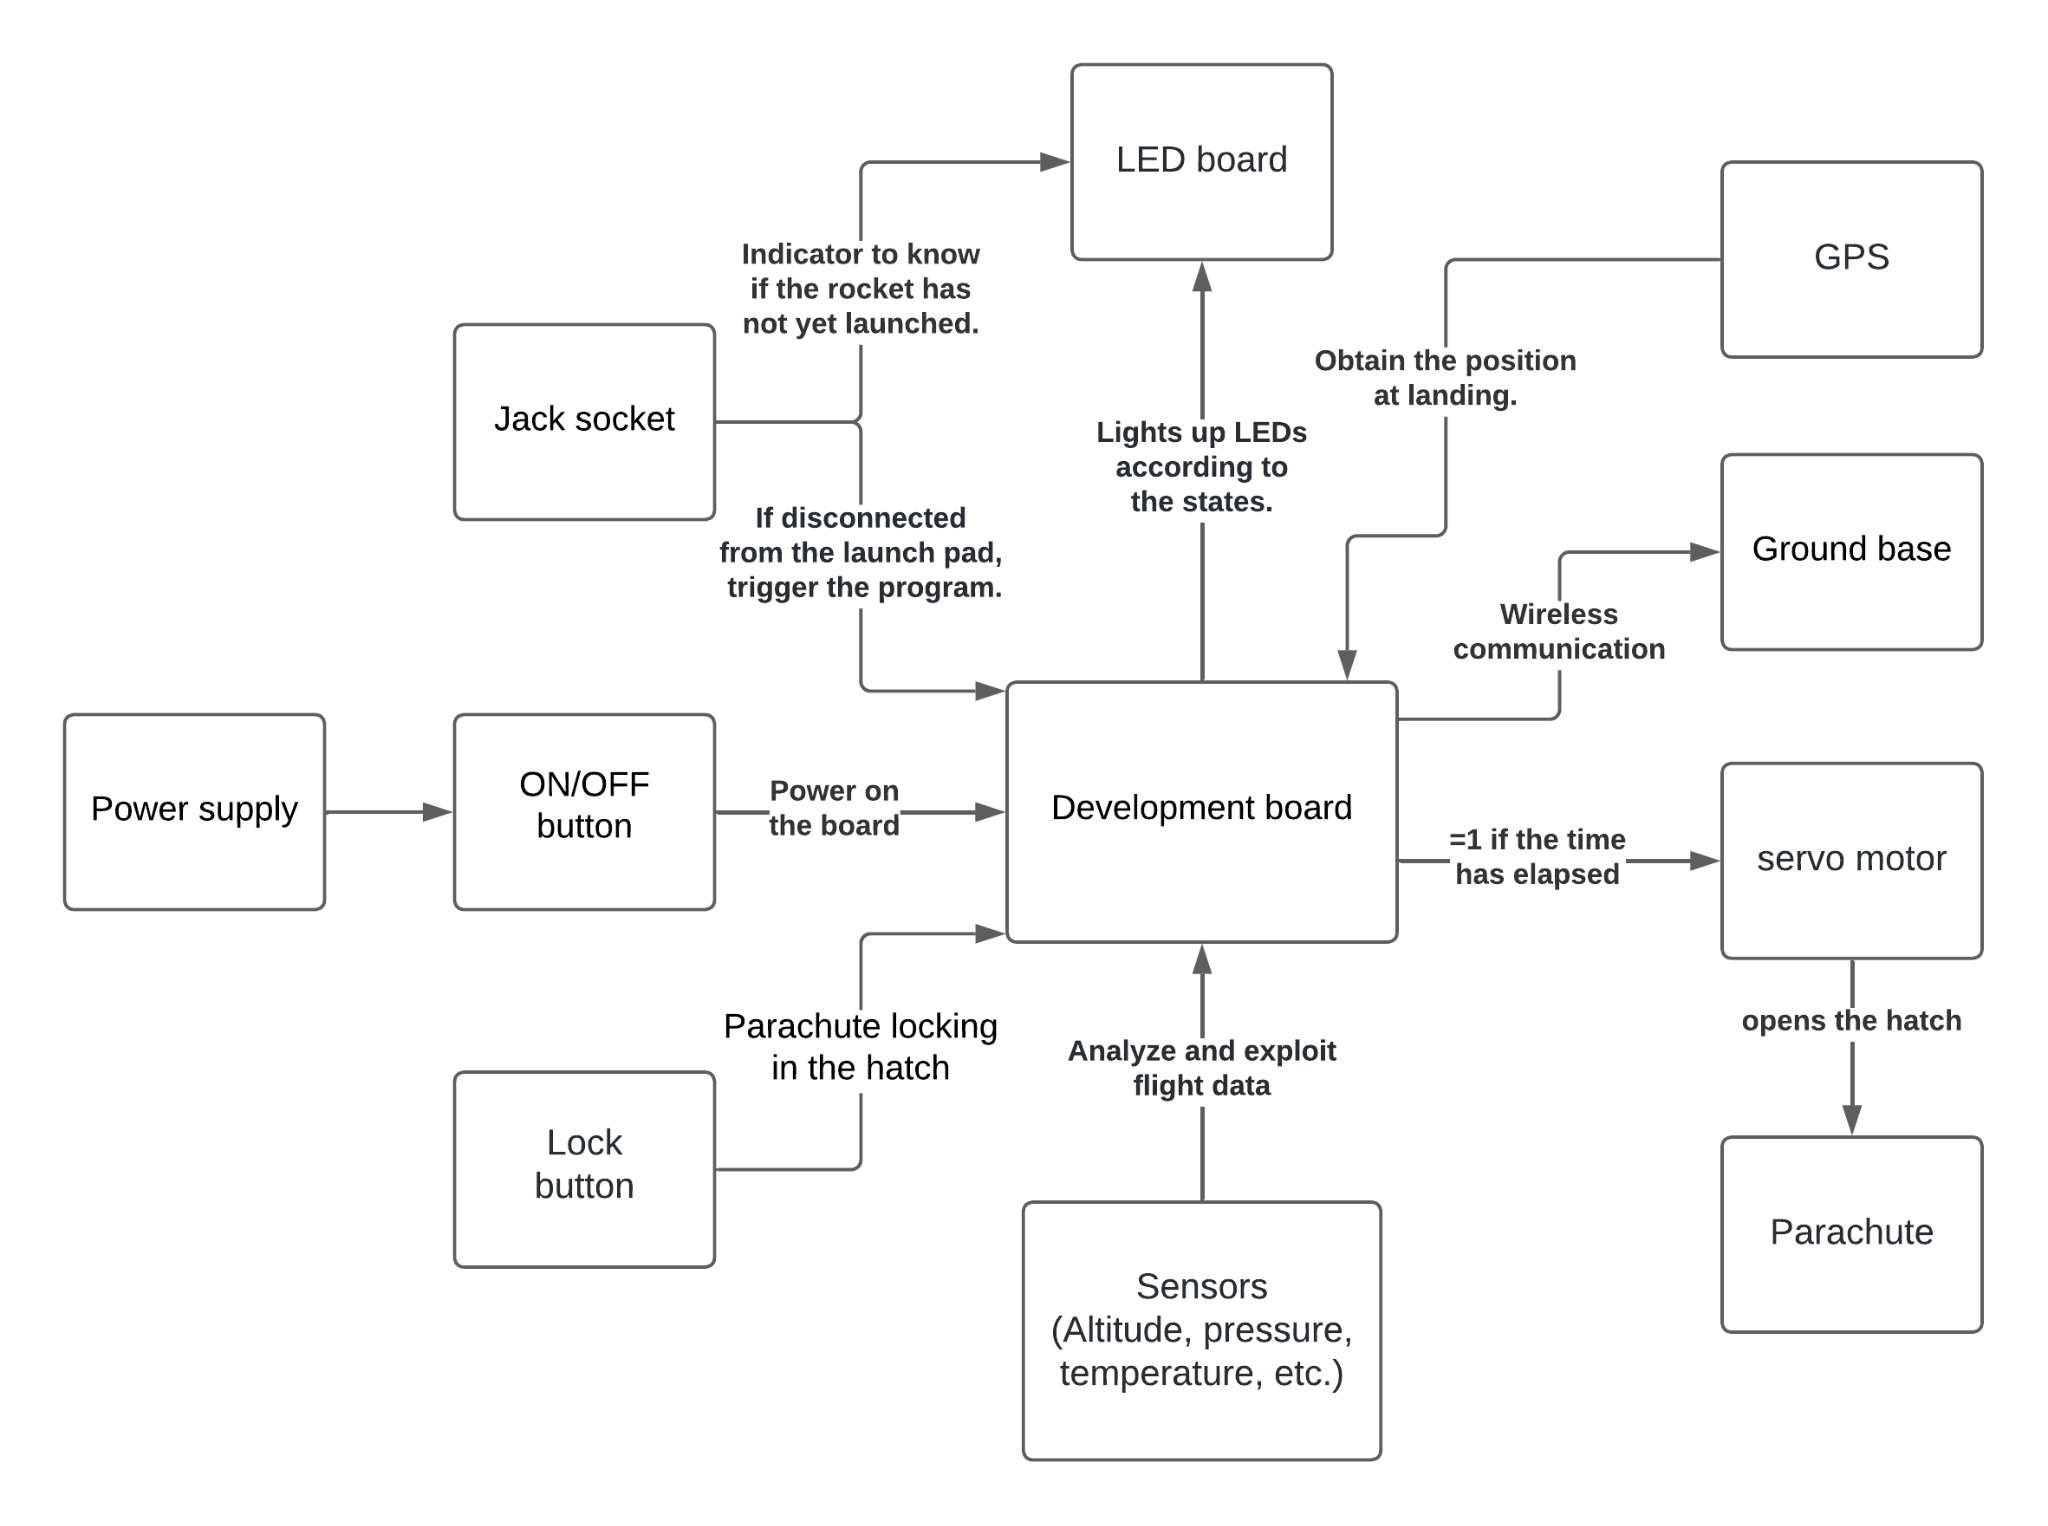 LED board
GPS
Indicator to know
if the rocket has
not yet launched.
Jack socket
Obtain the position
at landing.
Lights up LEDs
according to
the states.
If disconnected
from the launch pad,
trigger the program.
Ground base
Wireless
communication
Power supply
ON/OFF
button
Power on
the board
Development board
=1 if the time
has elapsed
servo motor
opens the hatch
Parachute locking
in the hatch
Analyze and exploit
flight data
Lock
button
Parachute
Sensors
(Altitude, pressure,
temperature, etc.)